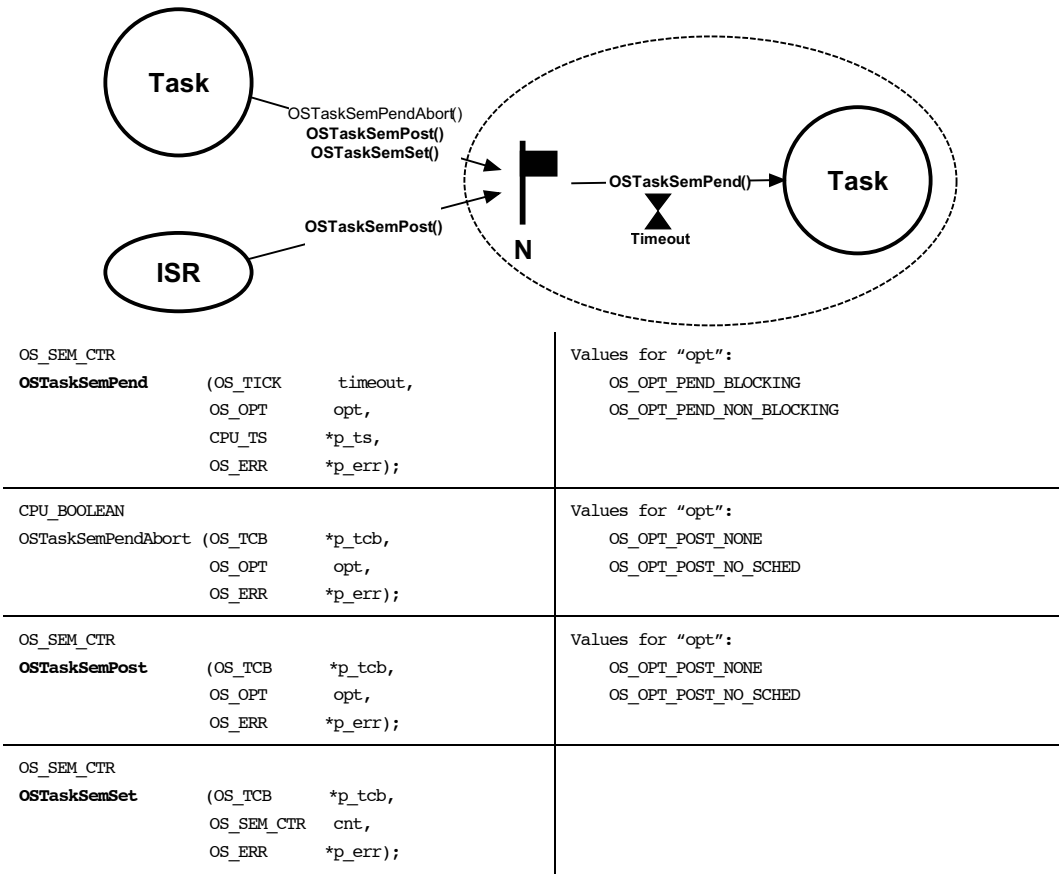 Task
OSTaskSemPendAbort()
OSTaskSemPost()
OSTaskSemSet()
OSTaskSemPend()
Timeout
Task
ISR
OSTaskSemPost()
N
OS_SEM_CTR
OSTaskSemPend (OS_TICK timeout,
OS_OPT opt,
CPU_TS *p_ts,
OS_ERR *p_err);
Values for “opt”:
OS_OPT_PEND_BLOCKING
OS_OPT_PEND_NON_BLOCKING
CPU_BOOLEAN
OSTaskSemPendAbort (OS_TCB *p_tcb,
OS_OPT opt,
OS_ERR *p_err);
Values for “opt”:
OS_OPT_POST_NONE
OS_OPT_POST_NO_SCHED
OS_SEM_CTR
OSTaskSemPost (OS_TCB *p_tcb,
OS_OPT opt,
OS_ERR *p_err);
Values for “opt”:
OS_OPT_POST_NONE
OS_OPT_POST_NO_SCHED
OS_SEM_CTR
OSTaskSemSet (OS_TCB *p_tcb,
OS_SEM_CTR cnt,
OS_ERR *p_err);